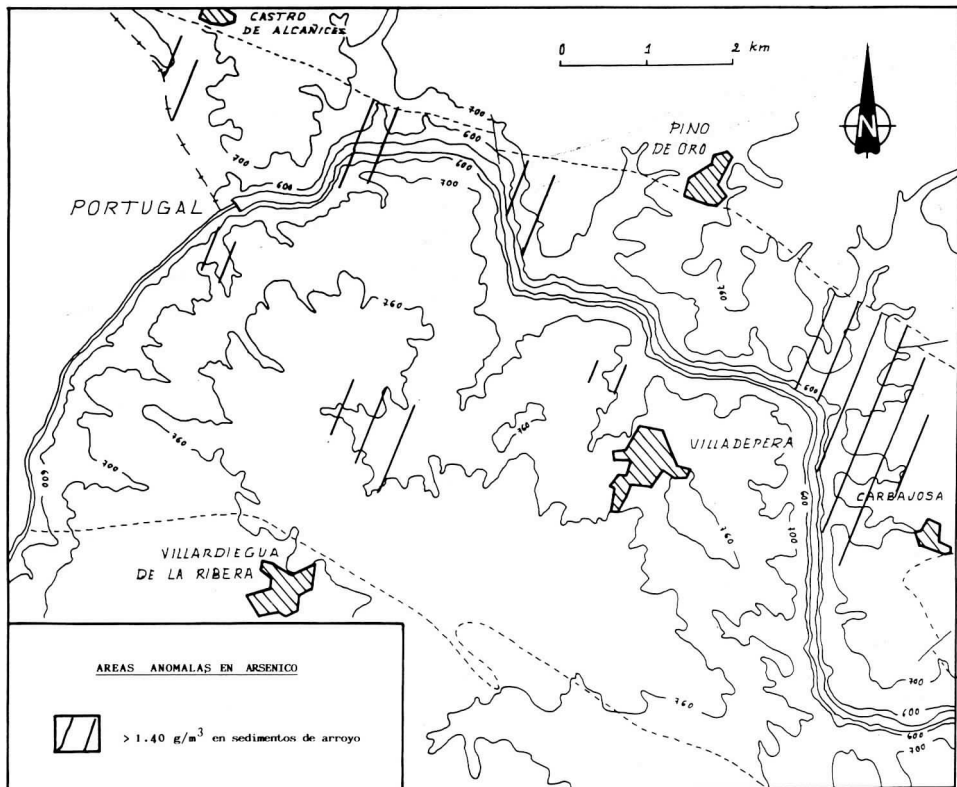 CASTRO
DE ALCAÑICES
0 1 2 km
N
700
600
PINO
DE ORO
700
600
600
700
PORTUGAL
760
760
600
760
700
760
VILLADEPERA
600
CARBAJOSA
600
700
760
VILLARDIEGUA
DE LA RIBERA
700
760
600
600
700
AREAS ANOMALAS EN ARSENICO
> 1.40 g/m³ en sedimentos de arroyo